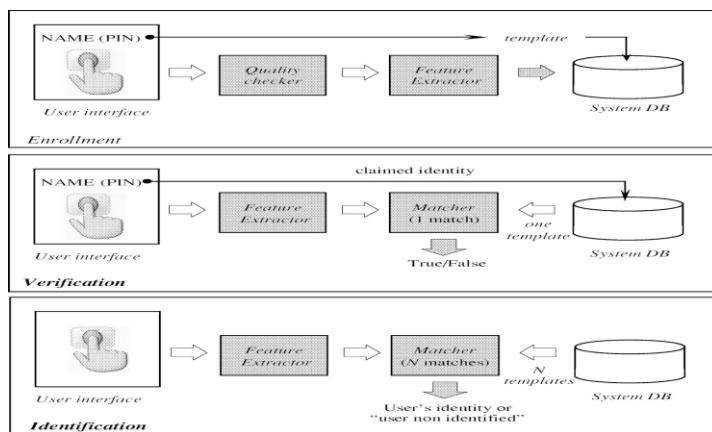 NAME (PIN)
template
Quality
checker
Feature
Extractor
User interface
System DB
Enrollment
claimed identity
NAME (PIN)
Feature
Extractor
Matcher
(1 match)
one
template
True/False
User interface
System DB
Verification
Feature
Extractor
Matcher
(N matches)
N
templates
User interface
System DB
User's identity or
"user non identified"
Identification